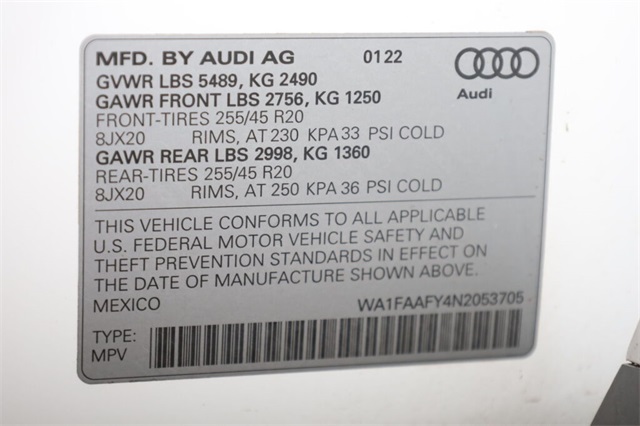 MFD. BY AUDI AG 01 22
GVWR LBS 5489, KG 2490
GAWR FRONT LBS 2756, KG 1250
Audi
FRONT-TIRES 255/45 R20
8JX20 RIMS, AT 230 KPA 33 PSI COLD
GAWR REAR LBS 2998, KG 1360
REAR-TIRES 255/45 R20
8JX20 RIMS, AT 250 KPA 36 PSI COLD
THIS VEHICLE CONFORMS TO ALL APPLICABLE
U.S. FEDERAL MOTOR VEHICLE SAFETY AND
THEFT PREVENTION STANDARDS IN EFFECT ON
THE DATE OF MANUFACTURE SHOWN ABOVE.
MEXICO WA1FAAFY4N2053705
TYPE:
MPV